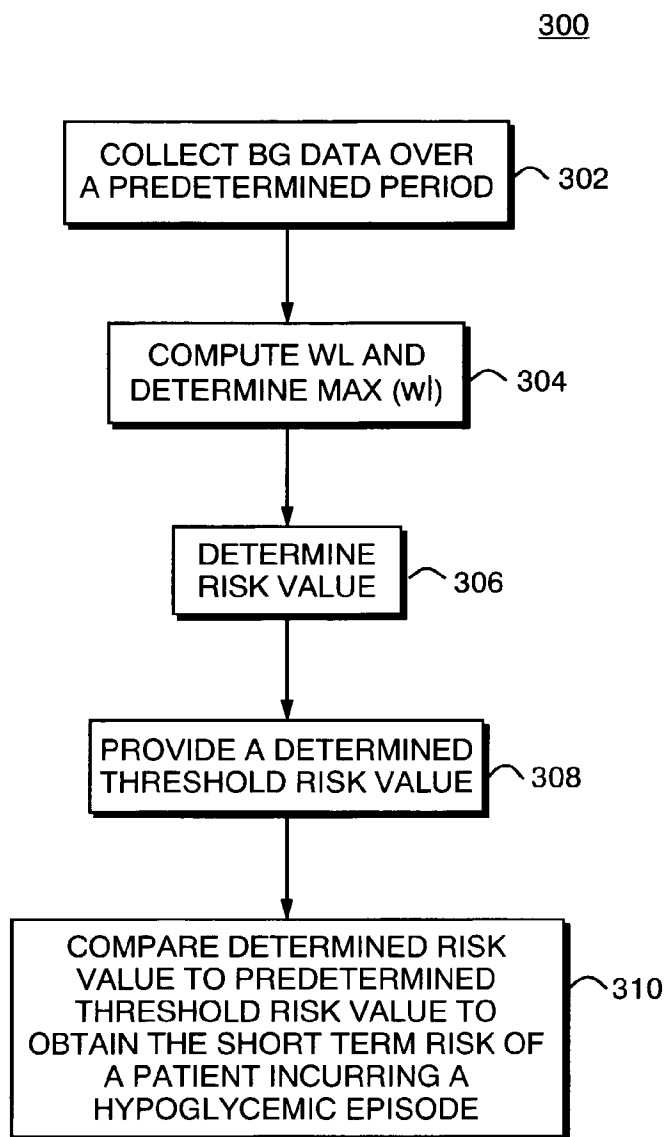 300
COLLECT BG DATA OVER
A PREDETERMINED PERIOD
302
COMPUTE WL AND
DETERMINE MAX (wl)
304
DETERMINE
RISK VALUE
306
PROVIDE A DETERMINED
THRESHOLD RISK VALUE
308
COMPARE DETERMINED RISK
VALUE TO PREDETERMINED
THRESHOLD RISK VALUE TO
OBTAIN THE SHORT TERM RISK OF
A PATIENT INCURRING A
HYPOGLYCEMIC EPISODE
310